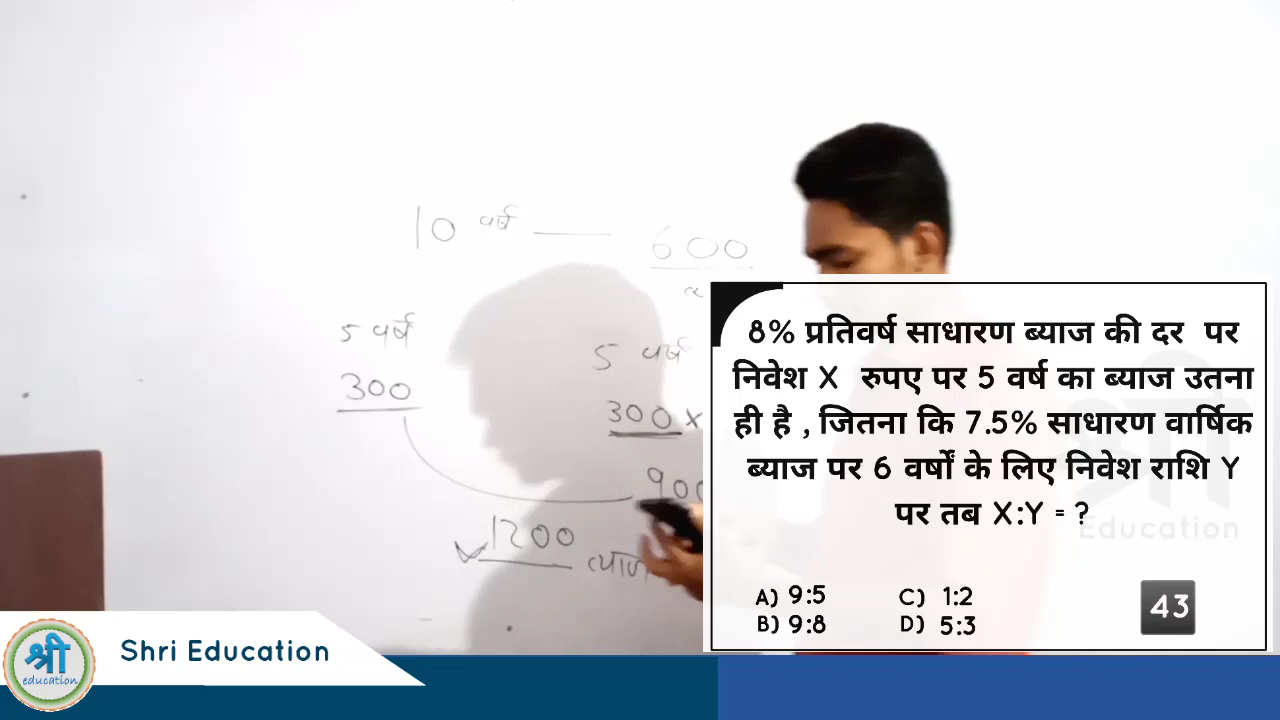 10 वर्ष 600
5 वर्ष
300
5 वर्ष
300 x
900
1200
8% प्रतिवर्ष साधारण ब्याज की दर पर
निवेश X रुपए पर 5 वर्ष का ब्याज उतना
ही है , जितना कि 7.5% साधारण वार्षिक
ब्याज पर 6 वर्षों के लिए निवेश राशि Y
पर तब X:Y = ?
Education
A) 9:5 C) 1:2
B) 9:8 D) 5:3
43
श्री
education
Shri Education